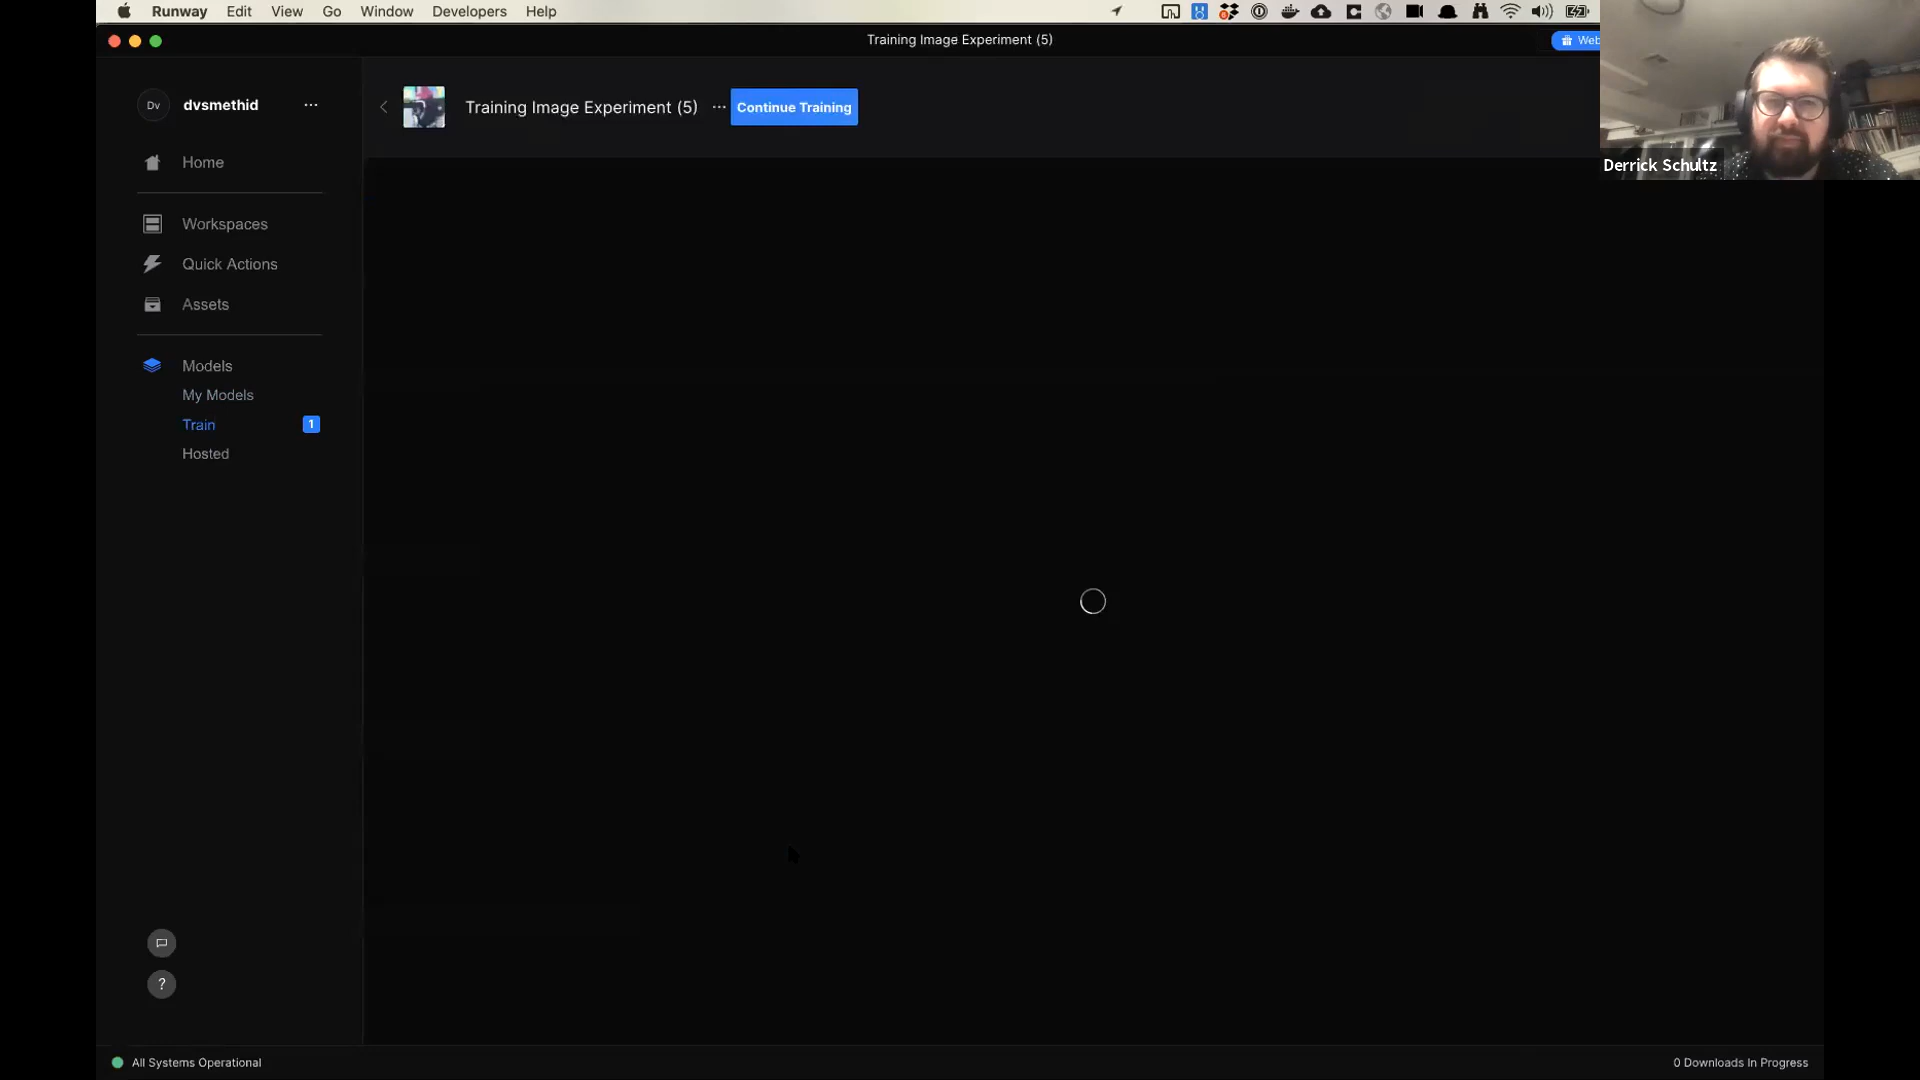 Runway Edit View Go Window Developers Help
Training Image Experiment (5)
Web
Dv dvsmethid
Training Image Experiment (5)
Continue Training
Derrick Schultz
Home
Workspaces
Quick Actions
Assets
Models
My Models
Train 1
Hosted
?
All Systems Operational
0 Downloads In Progress